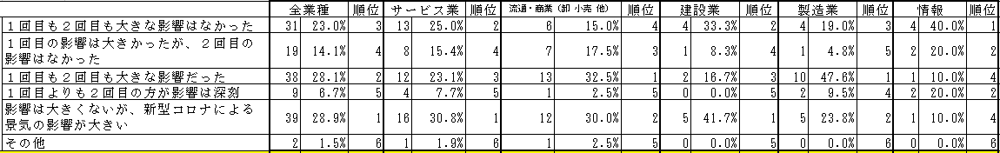 全業種 順位 サービス業 順位 流通・商業(卸 小売 他) 順位 建設業 順位 製造業 順位 情報 順位
1回目も2回目も大きな影響はなかった 31 23.0% 3 13 25.0% 2 6 15.0% 4 4 33.3% 2 4 19.0% 3 4 40.0% 1
1回目の影響は大きかったが、2回目の
影響はなかった 19 14.1% 4 8 15.4% 4 7 17.5% 3 1 8.3% 4 1 4.8% 5 2 20.0% 2
1回目も2回目も大きな影響だった 38 28.1% 2 12 23.1% 3 13 32.5% 1 2 16.7% 3 10 47.6% 1 1 10.0% 4
1回目よりも2回目の方が影響は深刻 9 6.7% 5 4 7.7% 5 1 2.5% 5 0 0.0% 5 2 9.5% 4 2 20.0% 2
影響は大きくないが、新型コロナによる
景気の影響が大きい 39 28.9% 1 16 30.8% 1 12 30.0% 2 5 41.7% 1 5 23.8% 2 1 10.0% 4
その他 2 1.5% 6 1 1.9% 6 1 2.5% 5 0 0.0% 5 0 0.0% 6 0 0.0% 6